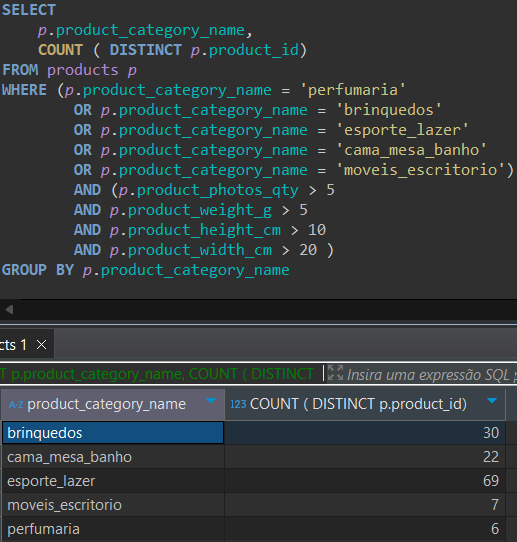 SELECT
p.product_category_name,
COUNT ( DISTINCT p.product_id)
FROM products p
WHERE (p.product_category_name = 'perfumaria'
OR p.product_category_name = 'brinquedos'
OR p.product_category_name = 'esporte_lazer'
OR p.product_category_name = 'cama_mesa_banho'
OR p.product_category_name = 'moveis_escritorio')
AND (p.product_photos_qty > 5
AND p.product_weight_g > 5
AND p.product_height_cm > 10
AND p.product_width_cm > 20 )
GROUP BY p.product_category_name
cts 1
T p.product_category_name, COUNT ( DISTINCT Insira uma expressão SQL p
A-Z product_category_name 123 COUNT ( DISTINCT p.product_id)
brinquedos 30
cama_mesa_banho 22
esporte_lazer 69
moveis_escritorio 7
perfumaria 6